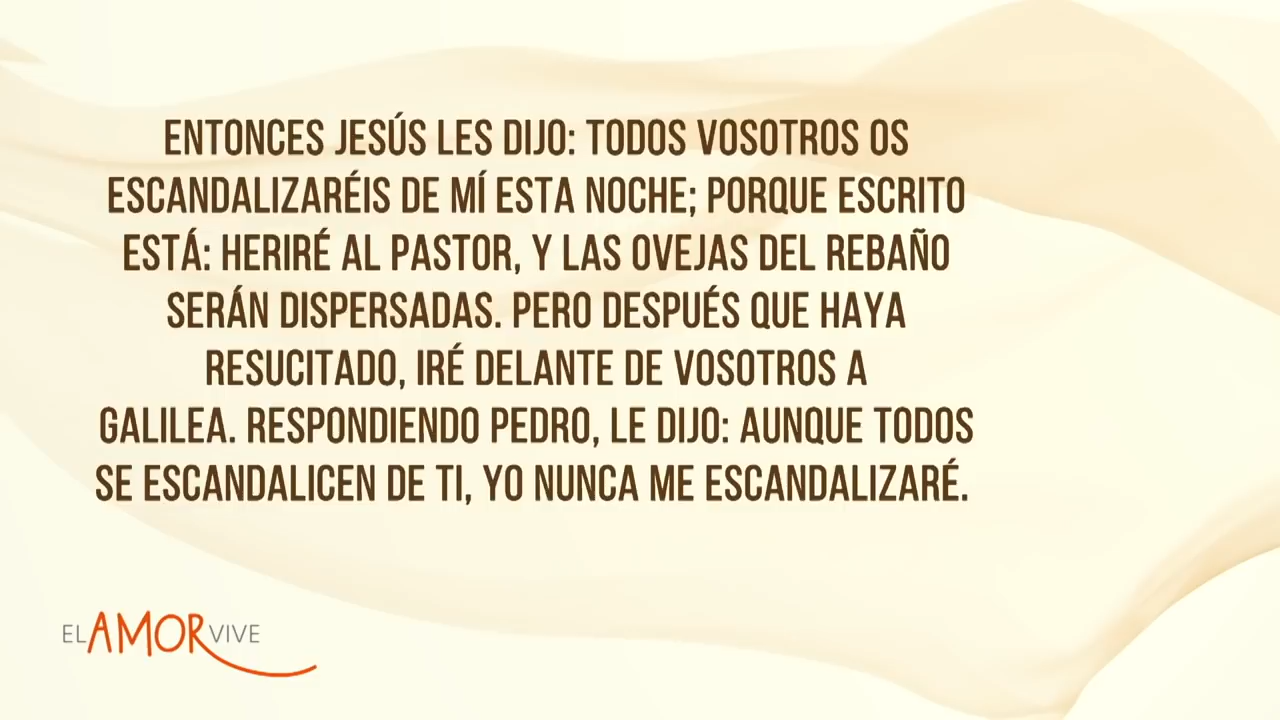 ENTONCES JESÚS LES DIJO: TODOS VOSOTROS OS
ESCANDALIZARÉIS DE MÍ ESTA NOCHE; PORQUE ESCRITO
ESTÁ: HERIRÉ AL PASTOR, Y LAS OVEJAS DEL REBAÑO
SERÁN DISPERSADAS. PERO DESPUÉS QUE HAYA
RESUCITADO, IRÉ DELANTE DE VOSOTROS A
GALILEA. RESPONDIENDO PEDRO, LE DIJO: AUNQUE TODOS
SE ESCANDALICEN DE TI, YO NUNCA ME ESCANDALIZARÉ.
EL AMOR VIVE